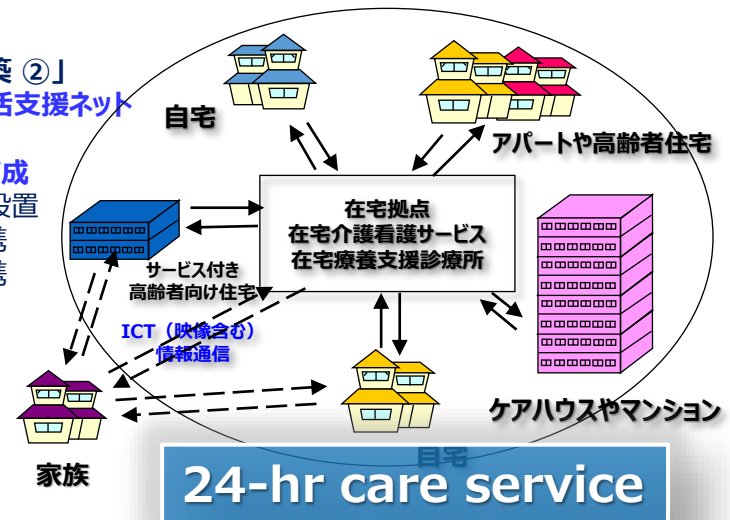 築 ②」
活支援ネット
成
設置
携
携
自宅
アパートや高齢者住宅
在宅拠点
在宅介護看護サービス
在宅療養支援診療所
サービス付き
高齢者向け住宅
ICT（映像含む）
情報通信
ケアハウスやマンション
家族
自宅
24-hr care service